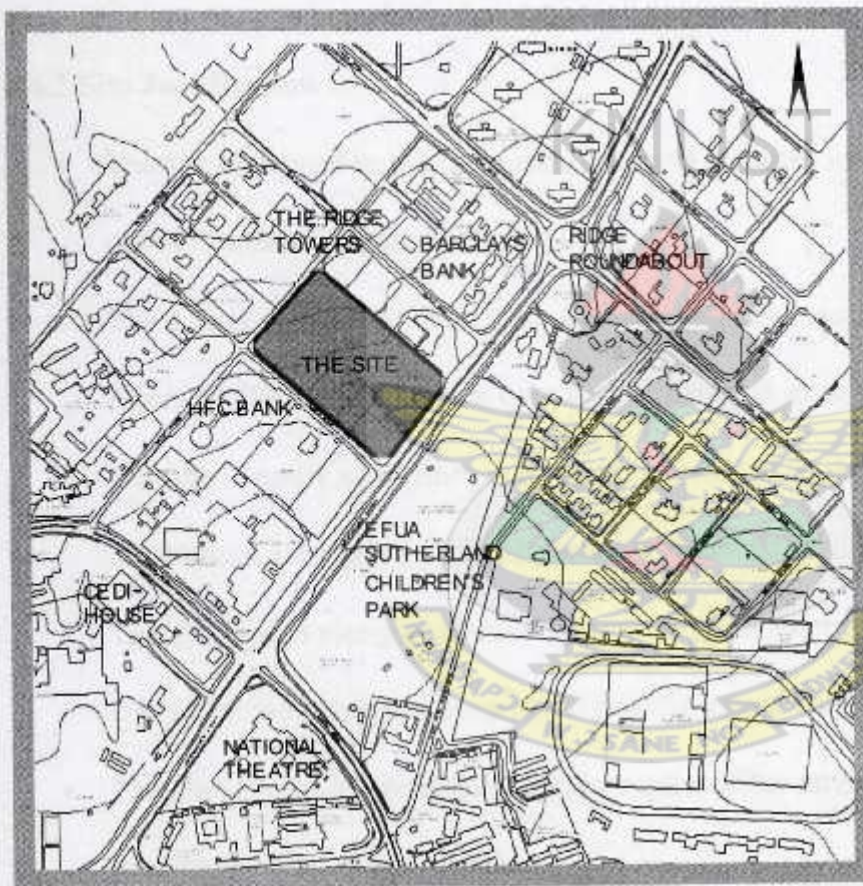 KNUST
THE RIDGE
TOWERS
BARCLAYS
BANK
RIDGE
ROUNDABOUT
THE SITE
HFC BANK
EFUA
SUTHERLAND
CHILDREN'S
PARK
CEDI-
HOUSE
NATIONAL
THEATRE